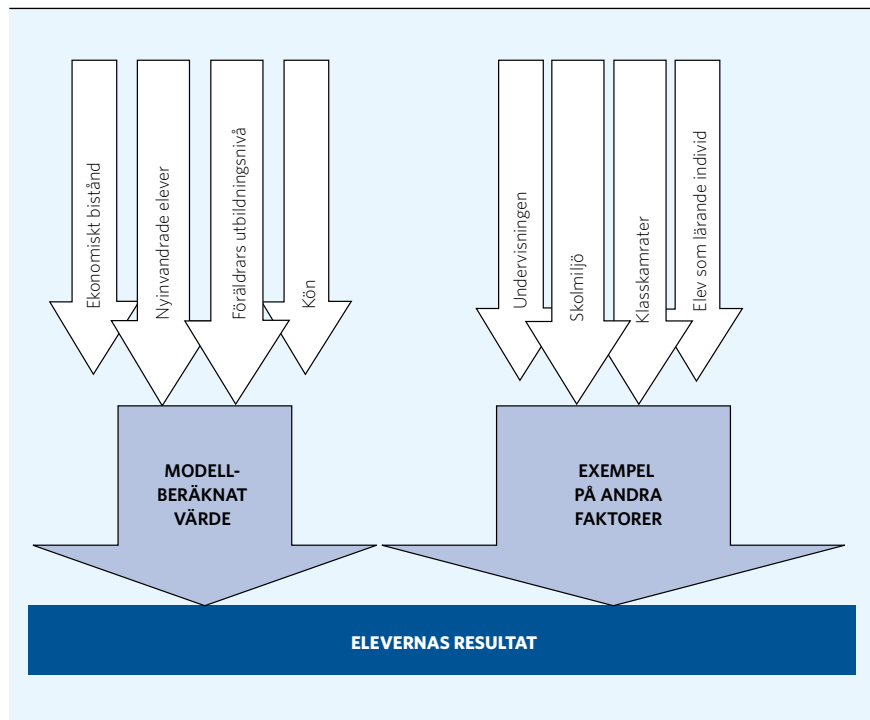 Ekonomiskt bistånd
Nyinvandrade elever
Föräldrars utbildningsnivå
Kön
Undervisningen
Skolmiljö
Klasskamrater
Elev som lärande individ
MODELL-
BERÄKNAT
VÄRDE
EXEMPEL
PÅ ANDRA
FAKTORER
ELEVERNAS RESULTAT